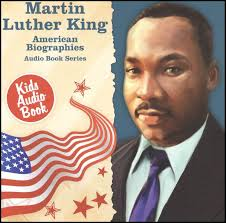 Martin
Luther King
American
Biographies
Audio Book Series
Kids
Audio
Book